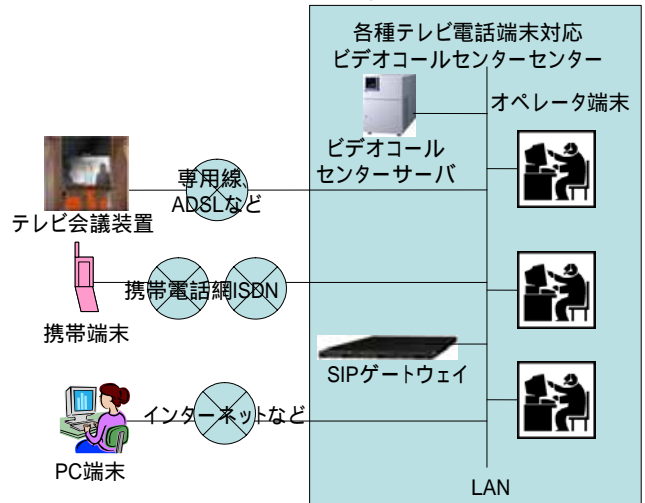 各種テレビ電話端末対応
ビデオコールセンターセンター
オペレータ端末
ビデオコール
センターサーバ
専用線、
ADSLなど
テレビ会議装置
携帯電話網ISDN
携帯端末
SIPゲートウェイ
インターネットなど
PC端末
LAN